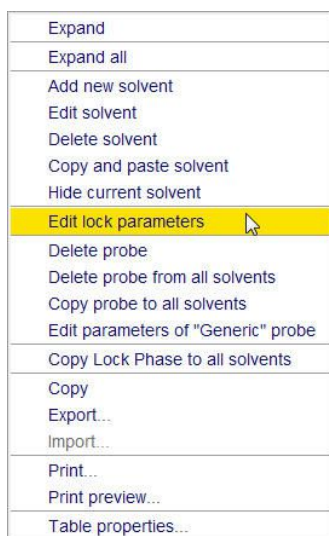 Expand
Expand all
Add new solvent
Edit solvent
Delete solvent
Copy and paste solvent
Hide current solvent
Edit lock parameters
Delete probe
Delete probe from all solvents
Copy probe to all solvents
Edit parameters of "Generic" probe
Copy Lock Phase to all solvents
Copy
Export...
Import...
Print...
Print preview...
Table properties...